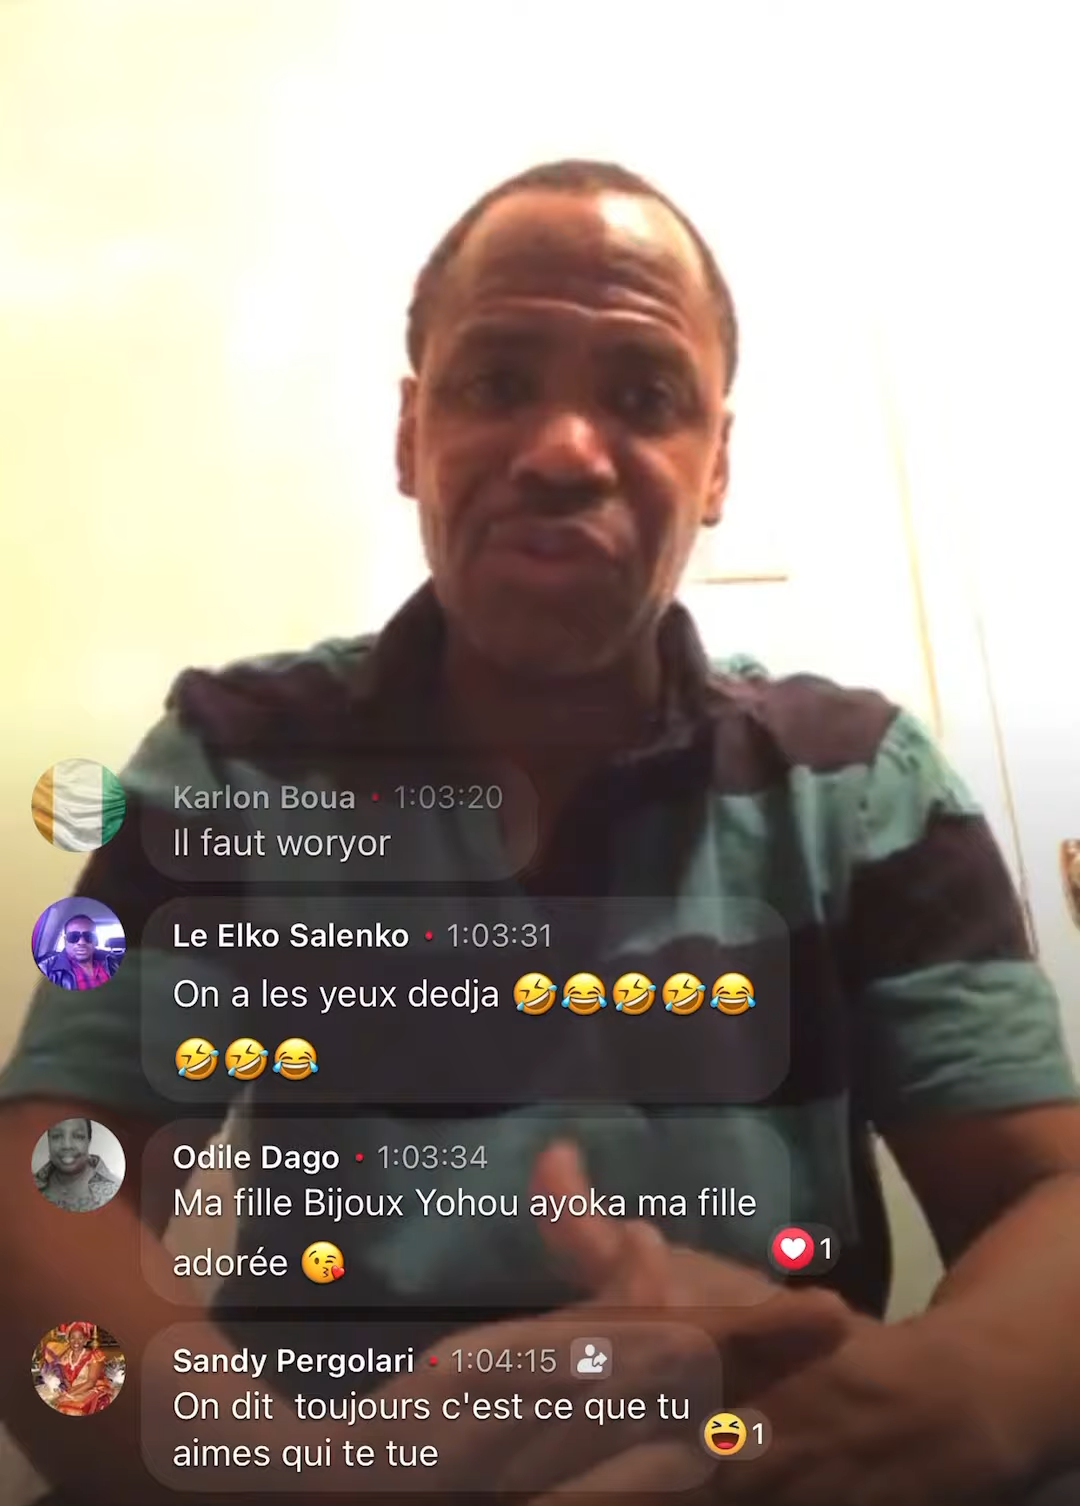 Karlon Boua • 1:03:20
Il faut woryor
Le Elko Salenko • 1:03:31
On a les yeux dedja 🤣😂🤣🤣😂
🤣🤣😂
Odile Dago • 1:03:34
Ma fille Bijoux Yohou ayoka ma fille
adorée 😘
1
Sandy Pergolari • 1:04:15
On dit  toujours c'est ce que tu
aimes qui te tue
1